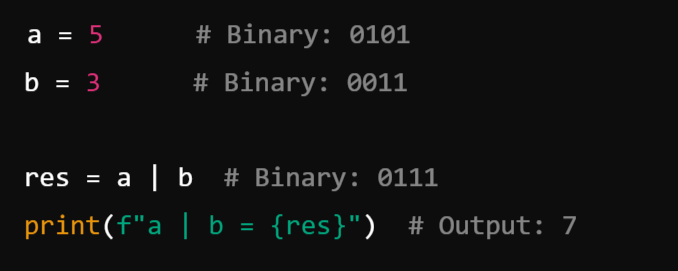 a = 5      # Binary: 0101
b = 3      # Binary: 0011
res = a | b  # Binary: 0111
print(f"a | b = {res}")  # Output: 7